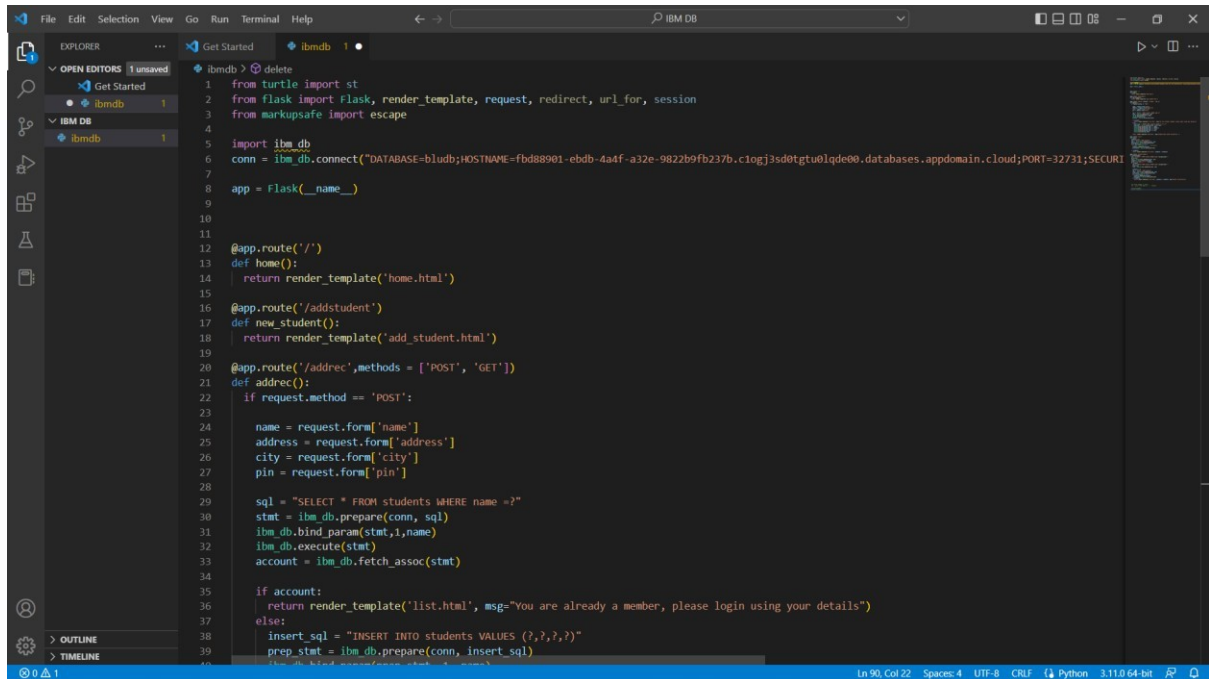 File Edit Selection View Go Run Terminal Help
IBM DB
EXPLORER
Get Started
ibmdb 1
OPEN EDITORS 1 unsaved
Get Started
ibmdb 1
IBM DB
ibmdb 1
OUTLINE
TIMELINE
ibmdb > delete
1 from turtle import st
2 from flask import Flask, render_template, request, redirect, url_for, session
3 from markupsafe import escape
4
5 import ibm_db
6 conn = ibm_db.connect("DATABASE=bludb;HOSTNAME=fbd88901-ebdb-4a4f-a32e-9822b9fb237b.c1ogj3sd0tgtu0lqde00.databases.appdomain.cloud;PORT=32731;SECURI
7
8 app = Flask(__name__)
9
10
11
12 @app.route('/')
13 def home():
14 return render_template('home.html')
15
16 @app.route('/addstudent')
17 def new_student():
18 return render_template('add_student.html')
19
20 @app.route('/addrec',methods = ['POST', 'GET'])
21 def addrec():
22 if request.method == 'POST':
23
24 name = request.form['name']
25 address = request.form['address']
26 city = request.form['city']
27 pin = request.form['pin']
28
29 sql = "SELECT * FROM students WHERE name =?"
30 stmt = ibm_db.prepare(conn, sql)
31 ibm_db.bind_param(stmt,1,name)
32 ibm_db.execute(stmt)
33 account = ibm_db.fetch_assoc(stmt)
34
35 if account:
36 return render_template('list.html', msg="You are already a member, please login using your details")
37 else:
38 insert_sql = "INSERT INTO students VALUES (?,?,?,?)"
39 prep_stmt = ibm_db.prepare(conn, insert_sql)
0 1
Ln 90, Col 22 Spaces: 4 UTF-8 CRLF Python 3.11.0 64-bit